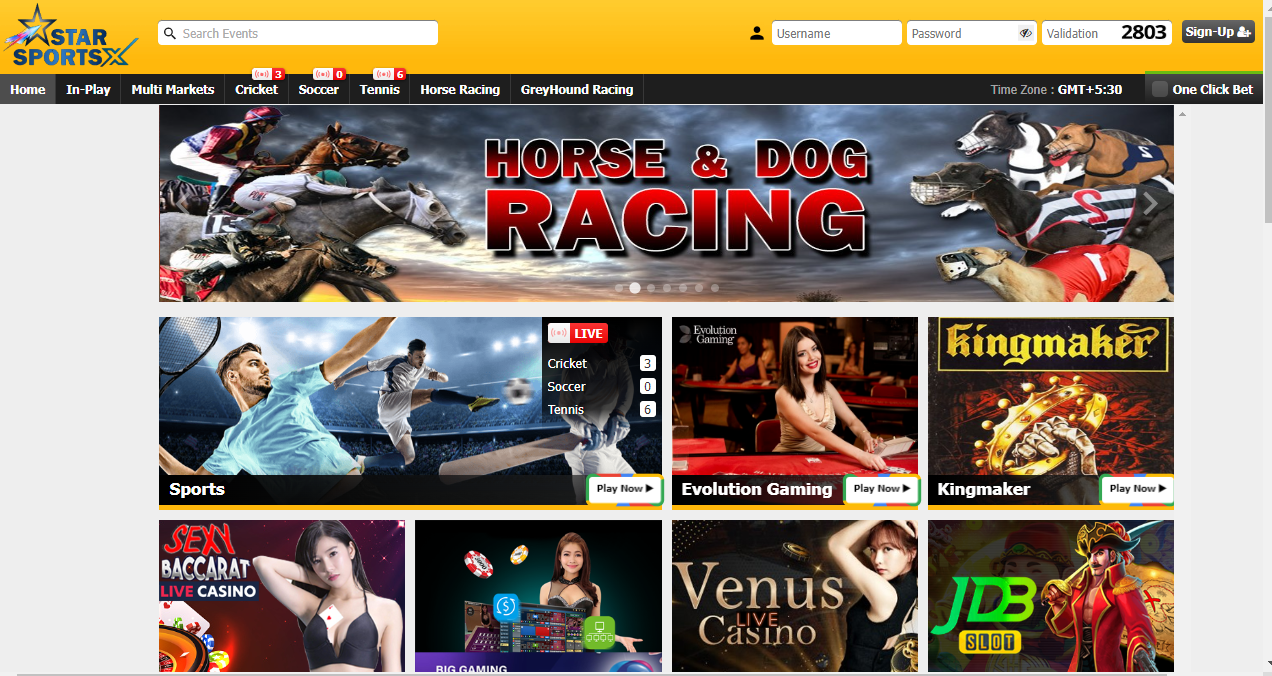 STAR
SPORTSX
Search Events
Username
Password
Validation 2803
Sign-Up
Home
In-Play
Multi Markets
Cricket 3
Soccer 0
Tennis 6
Horse Racing
GreyHound Racing
Time Zone : GMT+5:30
One Click Bet
HORSE & DOG
RACING
S
LIVE
Cricket 3
Soccer 0
Tennis 6
Sports
Play Now
Evolution
Gaming
Evolution Gaming
Play Now
Kingmaker
Kingmaker
Play Now
SEXY
BACCARAT
LIVE CASINO
BIG GAMING
Venus
LIVE
Casino
JDB
SLOT